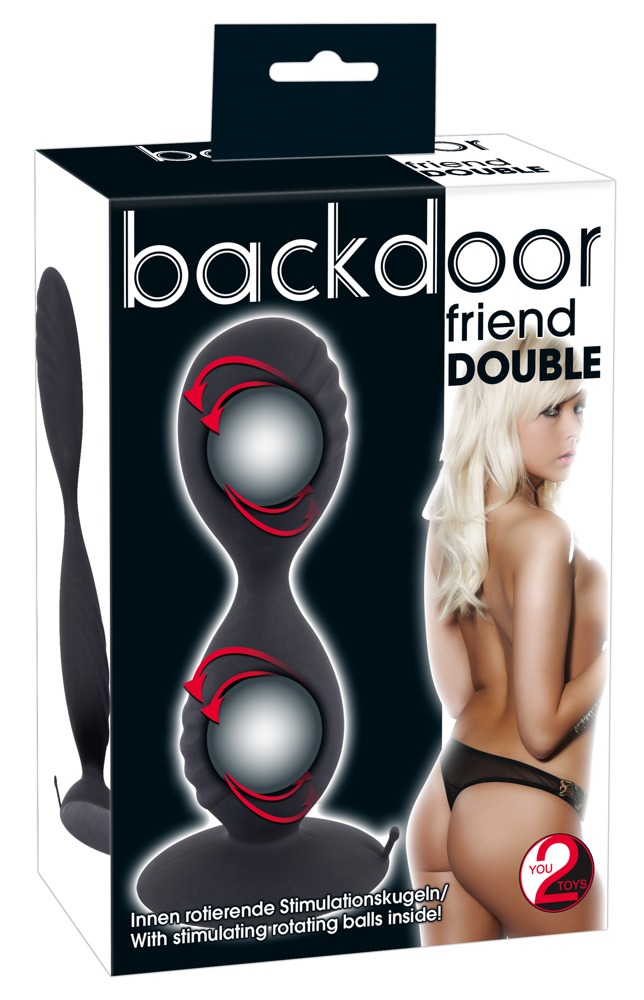 backdoor
friend
DOUBLE
backdoor
friend
DOUBLE
Innen rotierende Stimulationskugeln/
With stimulating rotating balls inside!
YOU 2 TOYS